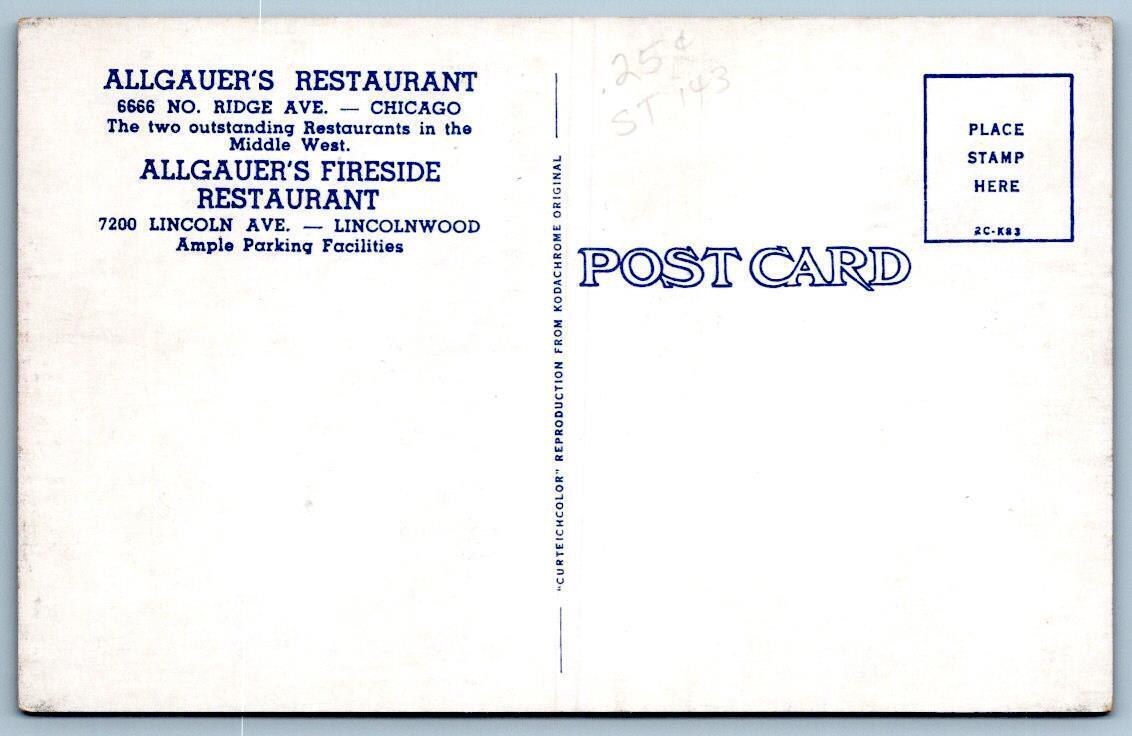 ALLGAUER'S RESTAURANT
6666 NO. RIDGE AVE. — CHICAGO
The two outstanding Restaurants in the
Middle West.
ALLGAUER'S FIRESIDE
RESTAURANT
7200 LINCOLN AVE. — LINCOLNWOOD
Ample Parking Facilities
"CURTEICHCOLOR" REPRODUCTION FROM KODACHROME ORIGINAL
.25¢
ST 143
POST CARD
PLACE
STAMP
HERE
2C-K83